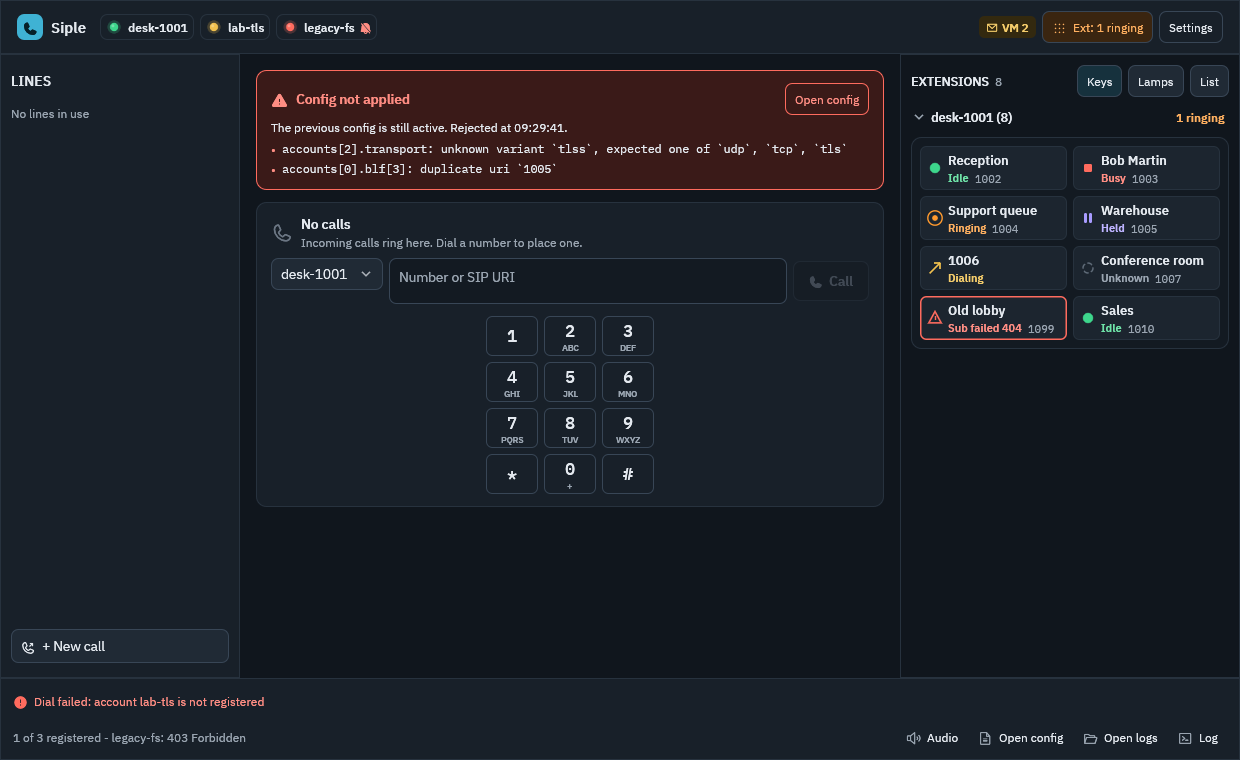 Siple
desk-1001
lab-tls
legacy-fs
VM 2
Ext: 1 ringing
Settings
LINES
No lines in use
+ New call
Config not applied
Open config
The previous config is still active. Rejected at 09:29:41.
• accounts[2].transport: unknown variant `tlss`, expected one of `udp`, `tcp`, `tls`
• accounts[0].blf[3]: duplicate uri `1005`
No calls
Incoming calls ring here. Dial a number to place one.
desk-1001
Number or SIP URI
Call
1
2
ABC
3
DEF
4
GHI
5
JKL
6
MNO
7
PQRS
8
TUV
9
WXYZ
*
0
+
#
EXTENSIONS 8
Keys
Lamps
List
desk-1001 (8)
1 ringing
Reception
Idle 1002
Bob Martin
Busy 1003
Support queue
Ringing 1004
Warehouse
Held 1005
1006
Dialing
Conference room
Unknown 1007
Old lobby
Sub failed 404 1099
Sales
Idle 1010
Dial failed: account lab-tls is not registered
1 of 3 registered - legacy-fs: 403 Forbidden
Audio
Open config
Open logs
Log